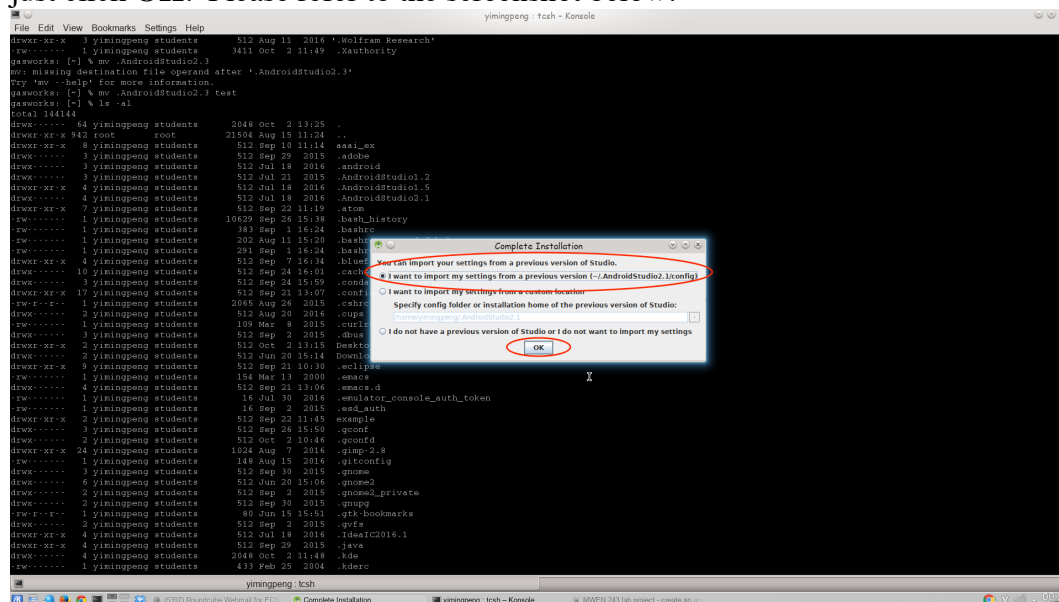 just click OK. Please refer to the screenshot below.
yimingpeng : tcsh – Konsole
File Edit View Bookmarks Settings Help
drwxr-xr-x 3 yimingpeng students 512 Aug 11 2016 '.Wolfram Research'
-rw------- 1 yimingpeng students 3411 Oct 2 11:49 .Xauthority
gasworks: [~] % mv .AndroidStudio2.3
mv: missing destination file operand after '.AndroidStudio2.3'
Try 'mv --help' for more information.
gasworks: [~] % mv .AndroidStudio2.3 test
gasworks: [~] % ls -al
total 144144
drwx------ 64 yimingpeng students 2048 Oct 2 13:25 .
drwxr-xr-x 942 root root 21504 Aug 15 11:24 ..
drwxr-xr-x 8 yimingpeng students 512 Sep 10 11:14 aaai_ex
drwx------ 3 yimingpeng students 512 Sep 29 2015 .adobe
drwx------ 3 yimingpeng students 512 Jul 18 2016 .android
drwx------ 3 yimingpeng students 512 Jul 21 2015 .AndroidStudio1.2
drwxr-xr-x 4 yimingpeng students 512 Jul 18 2016 .AndroidStudio1.5
drwx------ 4 yimingpeng students 512 Jul 18 2016 .AndroidStudio2.1
drwxr-xr-x 7 yimingpeng students 512 Sep 22 11:19 .atom
-rw------- 1 yimingpeng students 10629 Sep 26 15:38 .bash_history
-rw------- 1 yimingpeng students 383 Sep 1 16:24 .bashrc
-rw------- 1 yimingpeng students 202 Aug 11 15:20 .bashr
-rw------- 1 yimingpeng students 291 Sep 1 16:24 .bashr
drwxr-xr-x 4 yimingpeng students 512 Sep 7 16:34 .bluef
drwx------ 10 yimingpeng students 512 Sep 24 16:01 .cache
drwx------ 3 yimingpeng students 512 Sep 24 15:59 .conda
drwxr-xr-x 17 yimingpeng students 512 Sep 21 13:07 .confi
-rw-r--r-- 1 yimingpeng students 2065 Aug 26 2015 .cshrc
drwx------ 2 yimingpeng students 512 Aug 20 2016 .cups
-rw------- 1 yimingpeng students 109 Mar 8 2015 .curlr
drwx------ 3 yimingpeng students 512 Sep 2 2015 .dbus
drwxr-xr-x 2 yimingpeng students 512 Oct 2 13:15 Deskto
drwx------ 2 yimingpeng students 512 Jun 20 15:14 Downlo
drwxr-xr-x 9 yimingpeng students 512 Sep 21 10:30 .eclipse
-rw------- 1 yimingpeng students 154 Mar 13 2000 .emacs
drwx------ 4 yimingpeng students 512 Sep 21 13:06 .emacs.d
-rw------- 1 yimingpeng students 16 Jul 30 2016 .emulator_console_auth_token
-rw------- 1 yimingpeng students 16 Sep 2 2015 .esd_auth
drwxr-xr-x 2 yimingpeng students 512 Sep 22 11:45 example
drwx------ 3 yimingpeng students 512 Sep 26 15:50 .gconf
drwx------ 2 yimingpeng students 512 Oct 2 10:46 .gconfd
drwxr-xr-x 24 yimingpeng students 1024 Aug 7 2016 .gimp-2.8
-rw------- 1 yimingpeng students 148 Aug 15 2016 .gitconfig
drwx------ 3 yimingpeng students 512 Sep 30 2015 .gnome
drwx------ 6 yimingpeng students 512 Jun 20 15:06 .gnome2
drwx------ 2 yimingpeng students 512 Sep 2 2015 .gnome2_private
drwx------ 2 yimingpeng students 512 Sep 30 2015 .gnupg
-rw-r--r-- 1 yimingpeng students 80 Jun 15 15:51 .gtk-bookmarks
drwx------ 2 yimingpeng students 512 Sep 2 2015 .gvfs
drwxr-xr-x 4 yimingpeng students 512 Jul 18 2016 .IdeaIC2016.1
drwxr-xr-x 4 yimingpeng students 512 Sep 29 2015 .java
drwx------ 4 yimingpeng students 2048 Oct 2 11:48 .kde
-rw------- 1 yimingpeng students 433 Feb 25 2004 .kderc
Complete Installation
You can import your settings from a previous version of Studio.
I want to import my settings from a previous version (~/.AndroidStudio2.1/config)
I want to import my settings from a custom location
Specify config folder or installation home of the previous version of Studio:
/home/yimingpeng/.AndroidStudio2.1
I do not have a previous version of Studio or I do not want to import my settings
OK
yimingpeng : tcsh
(5397) Roundcube Webmail for ECS
Complete Installation
yimingpeng : tcsh – Konsole
MWEN 243 lab project - create an